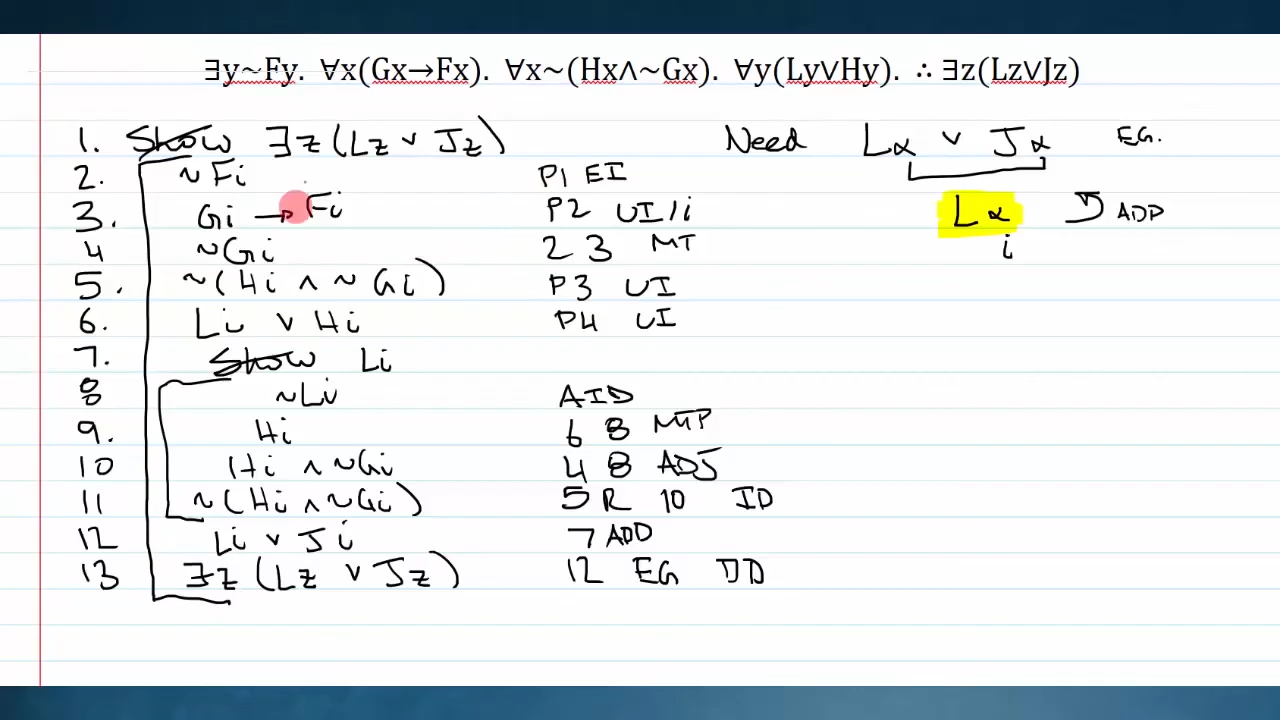 ∃y~Fy. ∀x(Gx→Fx). ∀x~(Hx∧~Gx). ∀y(Ly∨Hy). ∴ ∃z(Lz∨Jz)
1. Show ∃z(Lz ∨ Jz) Need Lα ∨ Jα EG.
2. ~Fi P1 EI
3. Gi → Fi P2 UI/i Lα ADD
4 ~Gi 2 3 MT i
5. ~(Hi ∧ ~Gi) P3 UI
6. Li ∨ Hi P4 UI
7. Show Li
8 ~Li AID
9. Hi 6 8 MTP
10 Hi ∧ ~Gi 4 8 ADJ
11 ~(Hi ∧ ~Gi) 5 R 10 ID
12 Li ∨ Ji 7 ADD
13 ∃z(Lz ∨ Jz) 12 EG DD